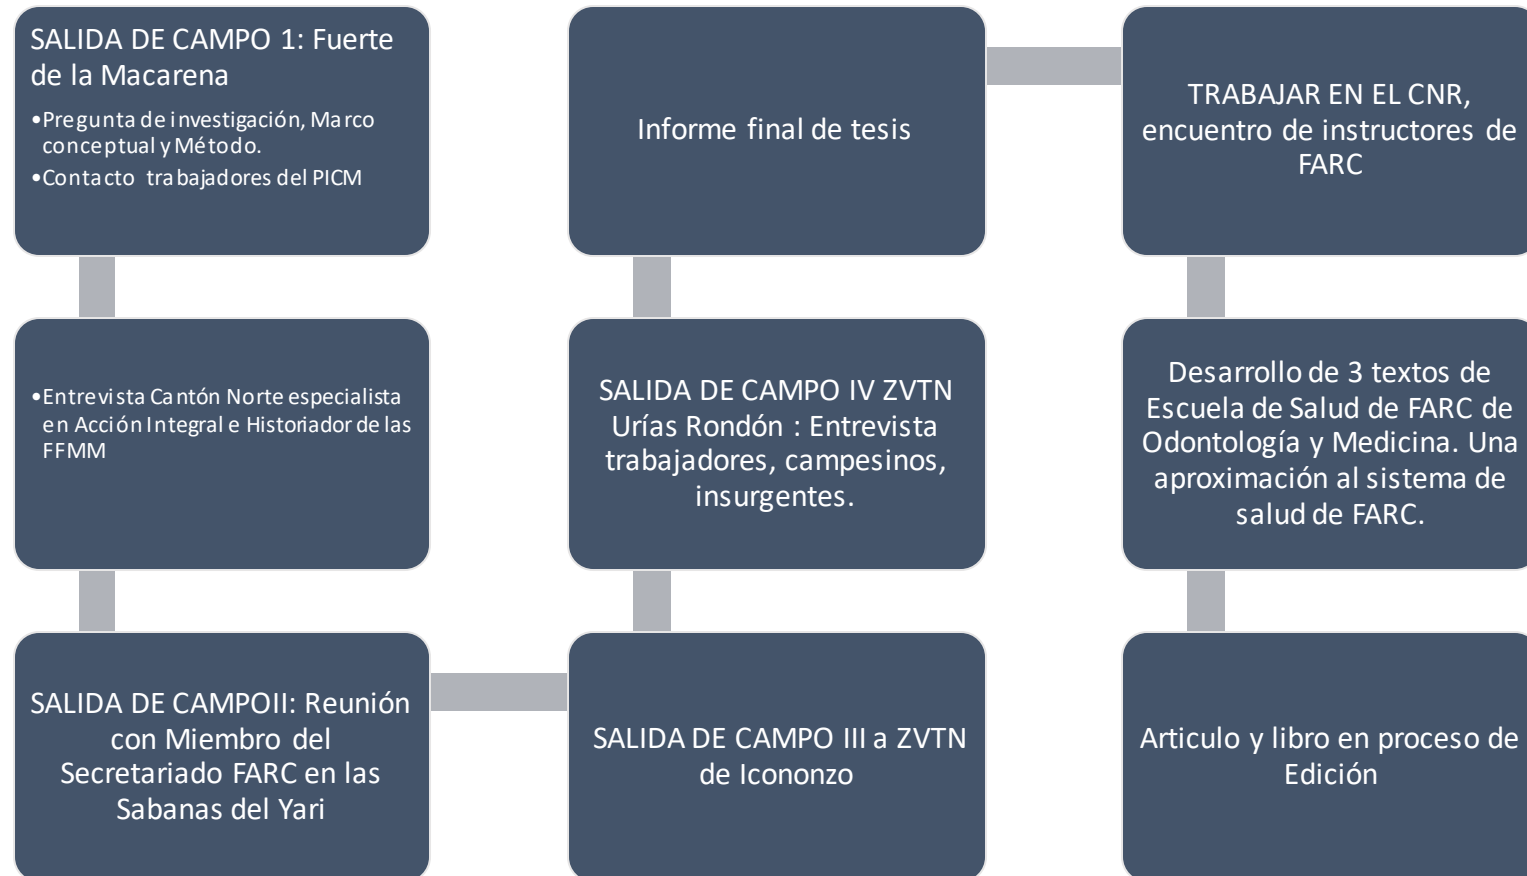 SALIDA DE CAMPO 1: Fuerte
de la Macarena
•Pregunta de investigación, Marco
conceptual y Método.
•Contacto trabajadores del PICM
•Entrevista Cantón Norte especialista
en Acción Integral e Historiador de las
FFMM
SALIDA DE CAMPOII: Reunión
con Miembro del
Secretariado FARC en las
Sabanas del Yari
SALIDA DE CAMPO III a ZVTN
de Icononzo
SALIDA DE CAMPO IV ZVTN
Urías Rondón : Entrevista
trabajadores, campesinos,
insurgentes.
Informe final de tesis
TRABAJAR EN EL CNR,
encuentro de instructores de
FARC
Desarrollo de 3 textos de
Escuela de Salud de FARC de
Odontología y Medicina. Una
aproximación al sistema de
salud de FARC.
Articulo y libro en proceso de
Edición